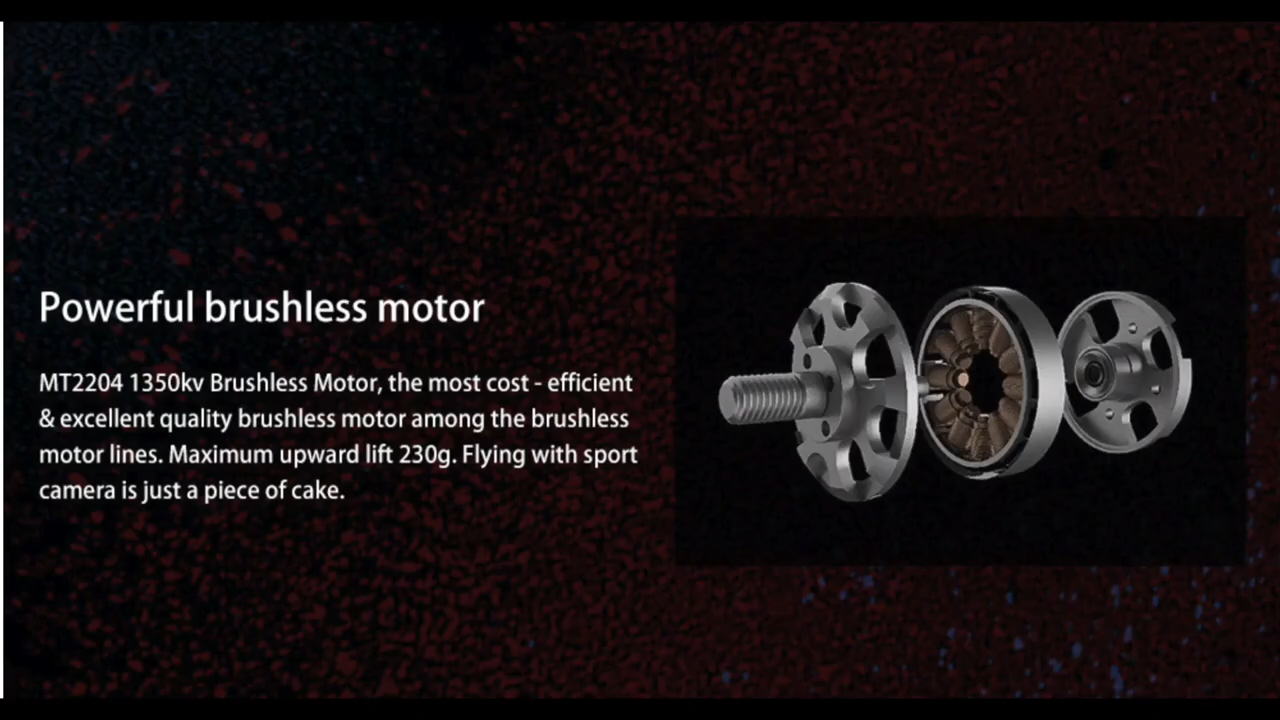 Powerful brushless motor
MT2204 1350kv Brushless Motor, the most cost - efficient
& excellent quality brushless motor among the brushless
motor lines. Maximum upward lift 230g. Flying with sport
camera is just a piece of cake.